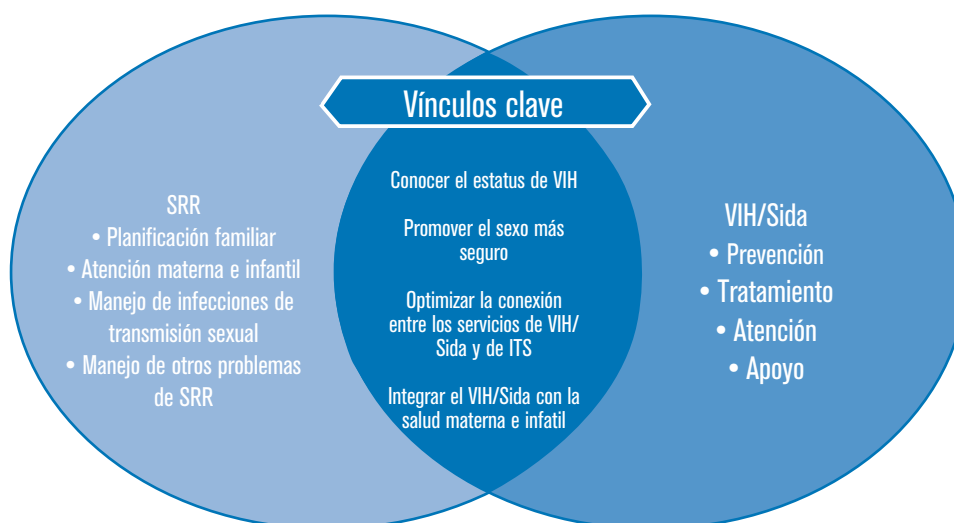 Vínculos clave
SRR
• Planificación familiar
• Atención materna e infantil
• Manejo de infecciones de
transmisión sexual
• Manejo de otros problemas
de SRR
Conocer el estatus de VIH
Promover el sexo más
seguro
Optimizar la conexión
entre los servicios de VIH/
Sida y de ITS
Integrar el VIH/Sida con la
salud materna e infatil
VIH/Sida
• Prevención
• Tratamiento
• Atención
• Apoyo